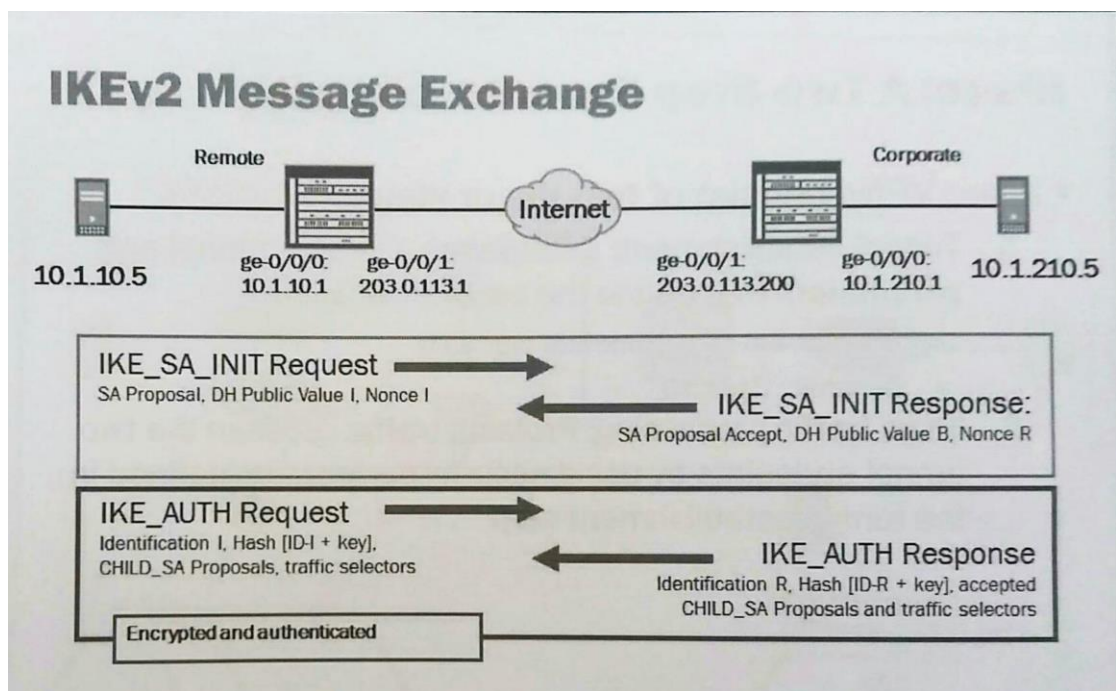 IKEv2 Message Exchange
Remote
Corporate
Internet
10.1.10.5
ge-0/0/0:
10.1.10.1
ge-0/0/1:
203.0.113.1
ge-0/0/1:
203.0.113.200
ge-0/0/0:
10.1.210.1
10.1.210.5
IKE_SA_INIT Request
SA Proposal, DH Public Value I, Nonce I
IKE_SA_INIT Response:
SA Proposal Accept, DH Public Value B, Nonce R
IKE_AUTH Request
Identification I, Hash [ID-I + key],
CHILD_SA Proposals, traffic selectors
IKE_AUTH Response
Identification R, Hash [ID-R + key], accepted
CHILD_SA Proposals and traffic selectors
Encrypted and authenticated